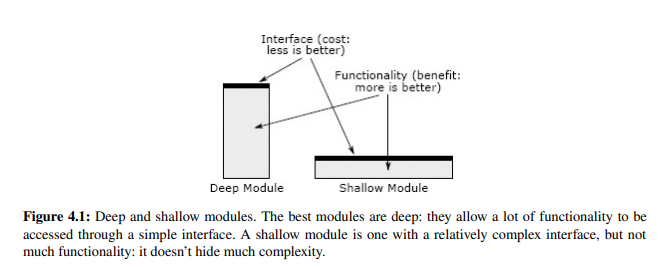 Interface (cost:
less is better)
Functionality (benefit:
more is better)
Deep Module
Shallow Module
Figure 4.1: Deep and shallow modules. The best modules are deep: they allow a lot of functionality to be
accessed through a simple interface. A shallow module is one with a relatively complex interface, but not
much functionality: it doesn’t hide much complexity.